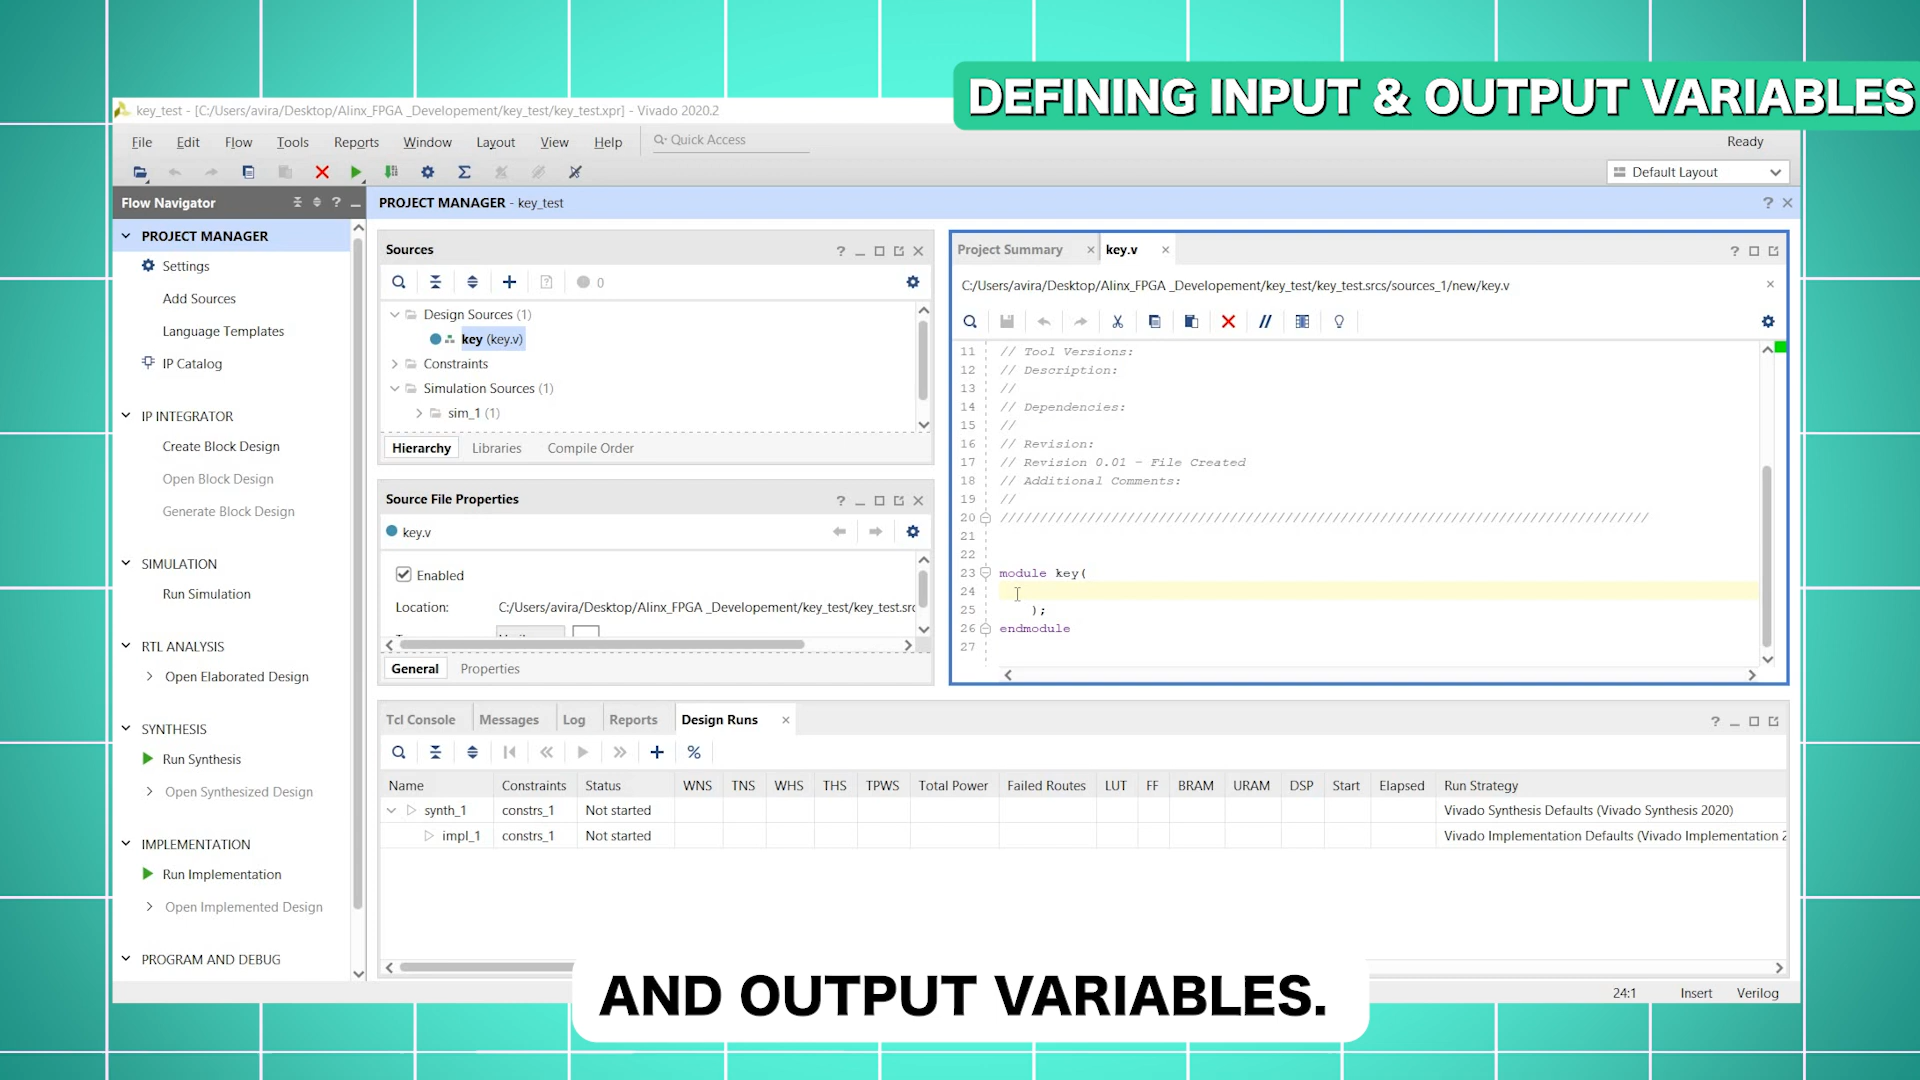 DEFINING INPUT & OUTPUT VARIABLES
key_test - [C:/Users/avira/Desktop/Alinx_FPGA _Developement/key_test/key_test.xpr] - Vivado 2020.2
File Edit Flow Tools Reports Window Layout View Help Quick Access Ready
Default Layout
Flow Navigator
PROJECT MANAGER - key_test
PROJECT MANAGER
Settings
Add Sources
Language Templates
IP Catalog
IP INTEGRATOR
Create Block Design
Open Block Design
Generate Block Design
SIMULATION
Run Simulation
RTL ANALYSIS
Open Elaborated Design
SYNTHESIS
Run Synthesis
Open Synthesized Design
IMPLEMENTATION
Run Implementation
Open Implemented Design
PROGRAM AND DEBUG
Sources
0
Design Sources (1)
key (key.v)
Constraints
Simulation Sources (1)
sim_1 (1)
Hierarchy Libraries Compile Order
Source File Properties
key.v
Enabled
Location: C:/Users/avira/Desktop/Alinx_FPGA _Developement/key_test/key_test.src
General Properties
Project Summary key.v
C:/Users/avira/Desktop/Alinx_FPGA _Developement/key_test/key_test.srcs/sources_1/new/key.v
11 // Tool Versions:
12 // Description:
13 //
14 // Dependencies:
15 //
16 // Revision:
17 // Revision 0.01 - File Created
18 // Additional Comments:
19 //
20 //////////////////////////////////////////////////////////////////////////////////
21
22
23 module key(
24
25 );
26 endmodule
27
Tcl Console Messages Log Reports Design Runs
Name Constraints Status WNS TNS WHS THS TPWS Total Power Failed Routes LUT FF BRAM URAM DSP Start Elapsed Run Strategy
synth_1 constrs_1 Not started Vivado Synthesis Defaults (Vivado Synthesis 2020)
impl_1 constrs_1 Not started Vivado Implementation Defaults (Vivado Implementation 2
24:1 Insert Verilog
AND OUTPUT VARIABLES.